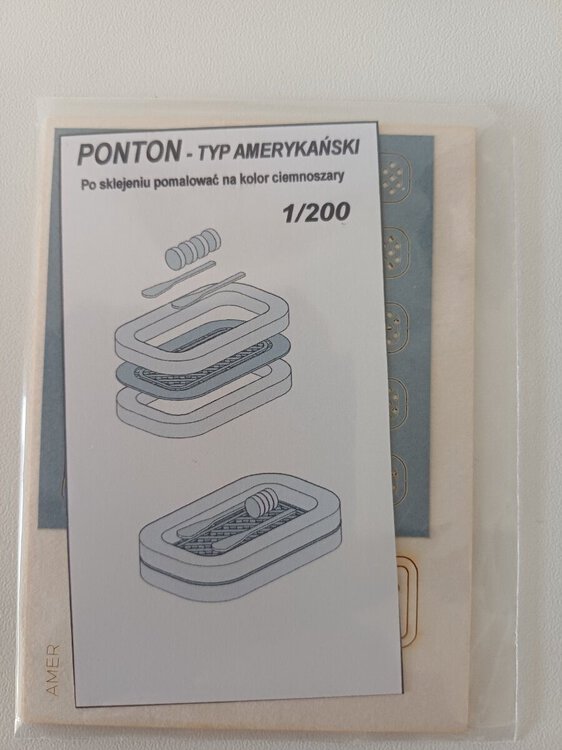 PONTON - TYP AMERYKAŃSKI
Po sklejeniu pomalować na kolor ciemnoszary
1/200
AMER